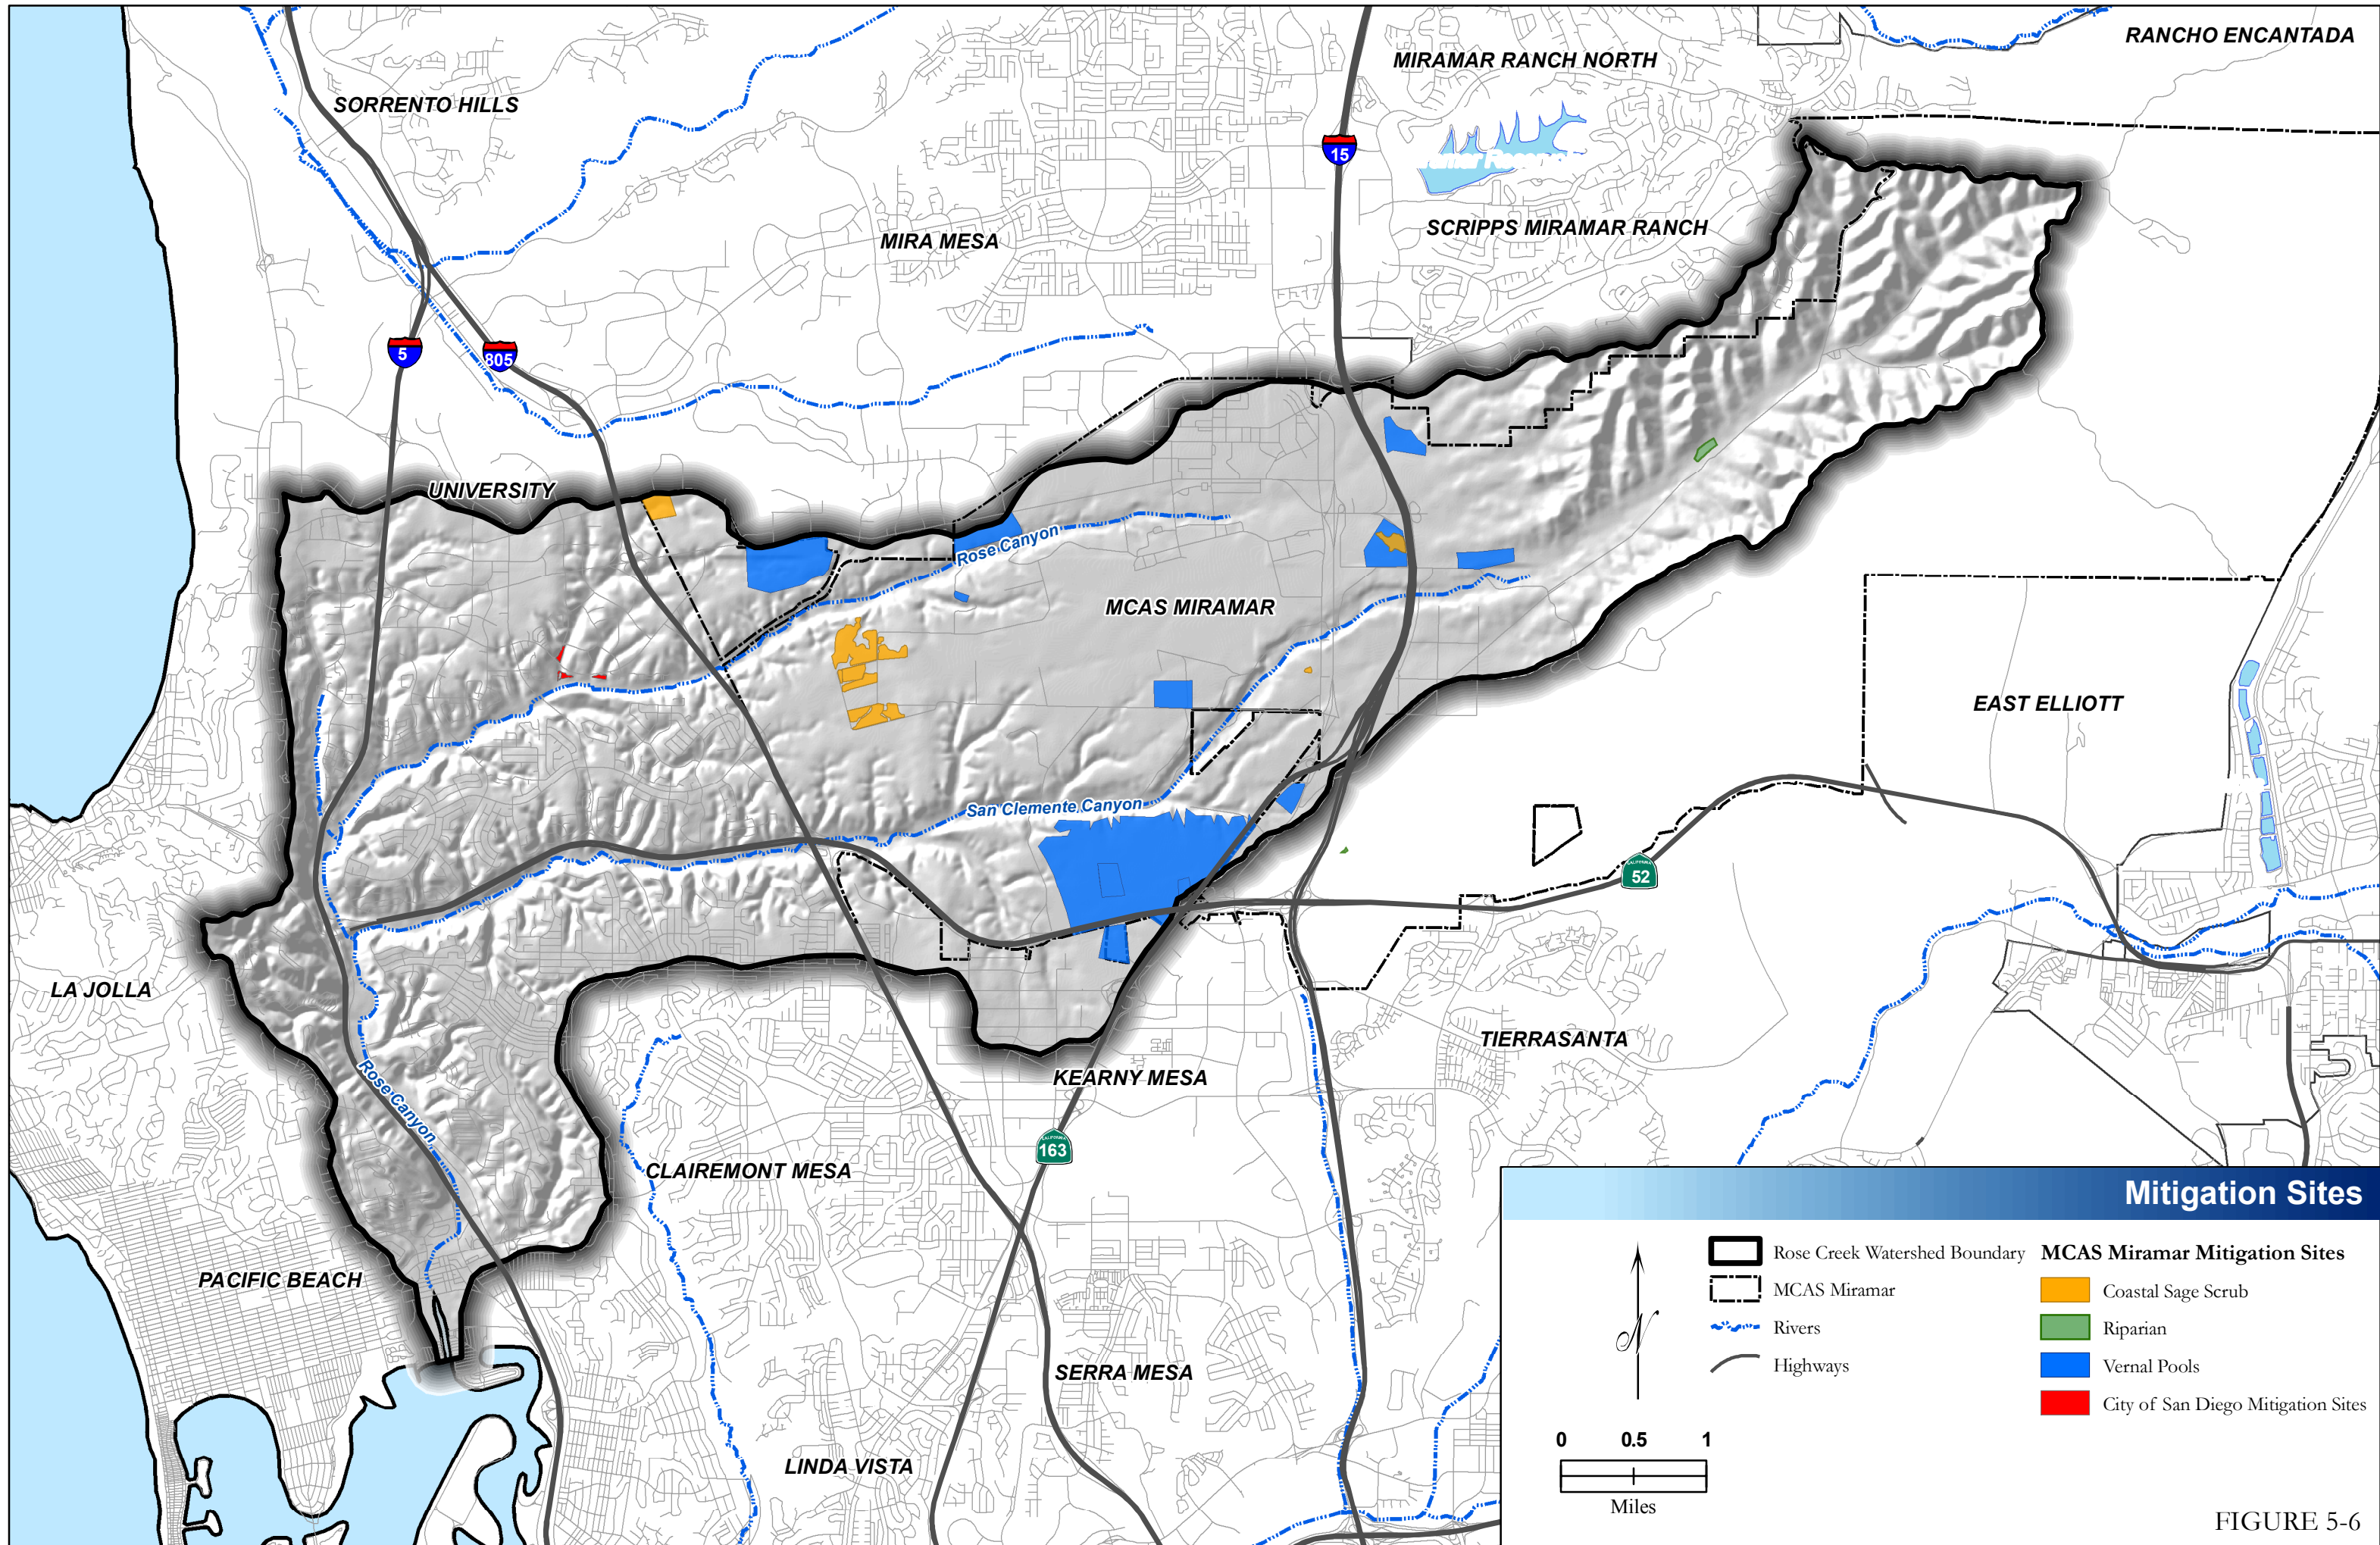 RANCHO ENCANTADA
MIRAMAR RANCH NORTH
SORRENTO HILLS
15
SCRIPPS MIRAMAR RANCH
MIRA MESA
5
805
UNIVERSITY
Rose Canyon
MCAS MIRAMAR
EAST ELLIOTT
San Clemente Canyon
CALIFORNIA
52
LA JOLLA
TIERRASANTA
KEARNY MESA
Rose Canyon
CALIFORNIA
163
CLAIREMONT MESA
PACIFIC BEACH
SERRA MESA
LINDA VISTA
Mitigation Sites
Rose Creek Watershed Boundary
MCAS Miramar
Rivers
Highways
MCAS Miramar Mitigation Sites
Coastal Sage Scrub
Riparian
Vernal Pools
City of San Diego Mitigation Sites
N
0 0.5 1
Miles
FIGURE 5-6